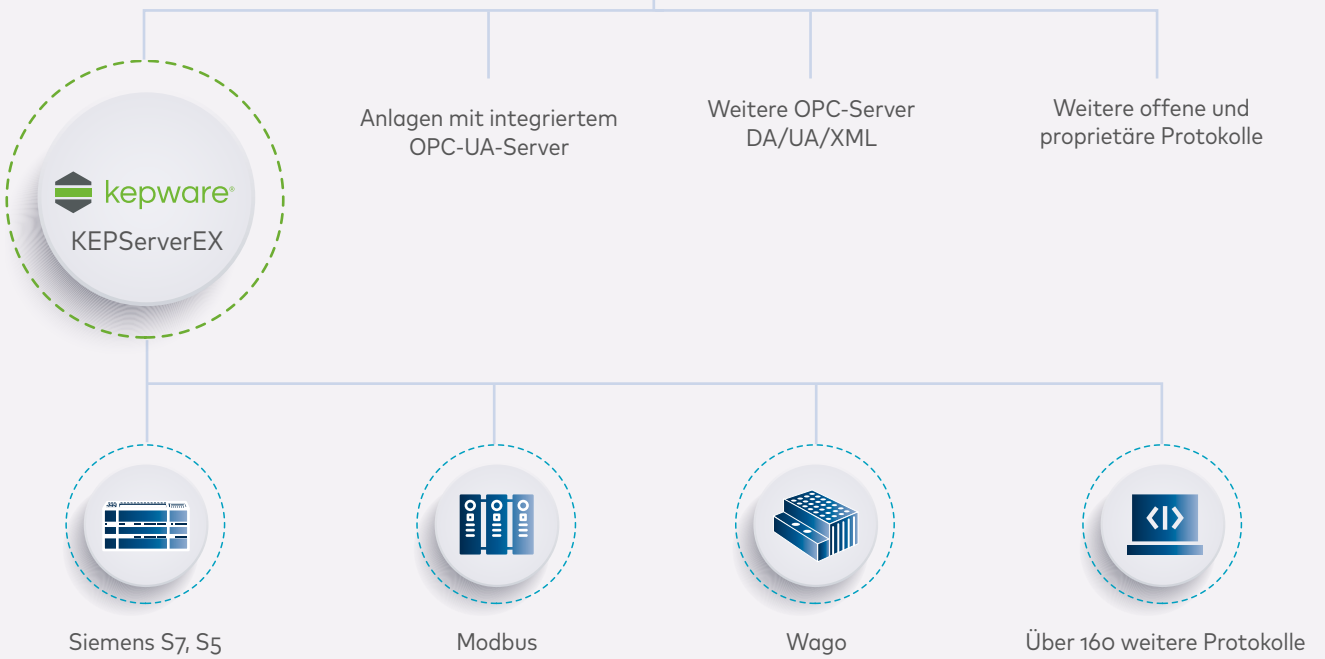 Anlagen mit integriertem
OPC-UA-Server
Weitere OPC-Server
DA/UA/XML
Weitere offene und
proprietäre Protokolle
kepware®
KEPServerEX
Siemens S7, S5
Modbus
Wago
Über 160 weitere Protokolle